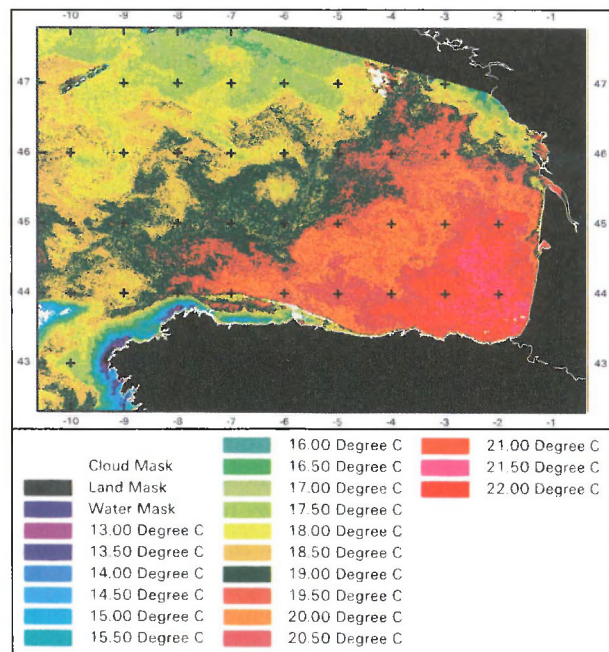 -10 -9 -8 -7 -6 -5 -4 -3 -2 -1
47 47
46 46
45 45
44 44
43 43
-10 -9 -8 -7 -6 -5 -4 -3 -2 -1
Cloud Mask
Land Mask
Water Mask
13.00 Degree C
13.50 Degree C
14.00 Degree C
14.50 Degree C
15.00 Degree C
15.50 Degree C
16.00 Degree C
16.50 Degree C
17.00 Degree C
17.50 Degree C
18.00 Degree C
18.50 Degree C
19.00 Degree C
19.50 Degree C
20.00 Degree C
20.50 Degree C
21.00 Degree C
21.50 Degree C
22.00 Degree C